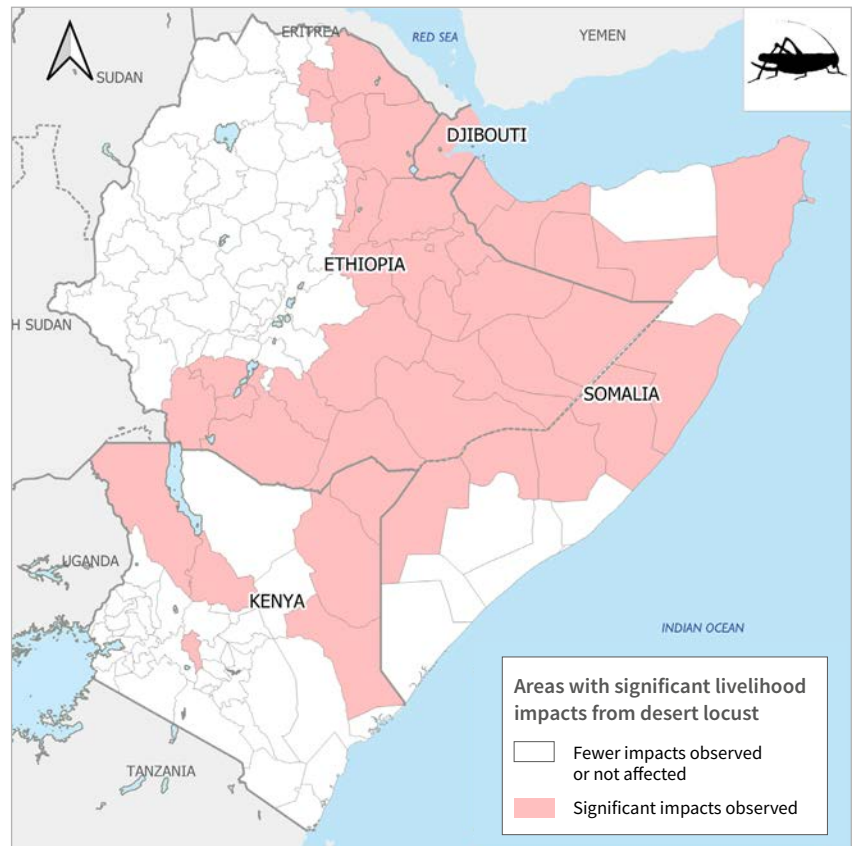 ERITREA
RED SEA
YEMEN
SUDAN
DJIBOUTI
ETHIOPIA
H SUDAN
SOMALIA
UGANDA
KENYA
INDIAN OCEAN
TANZANIA
Areas with significant livelihood
impacts from desert locust
Fewer impacts observed
or not affected
Significant impacts observed